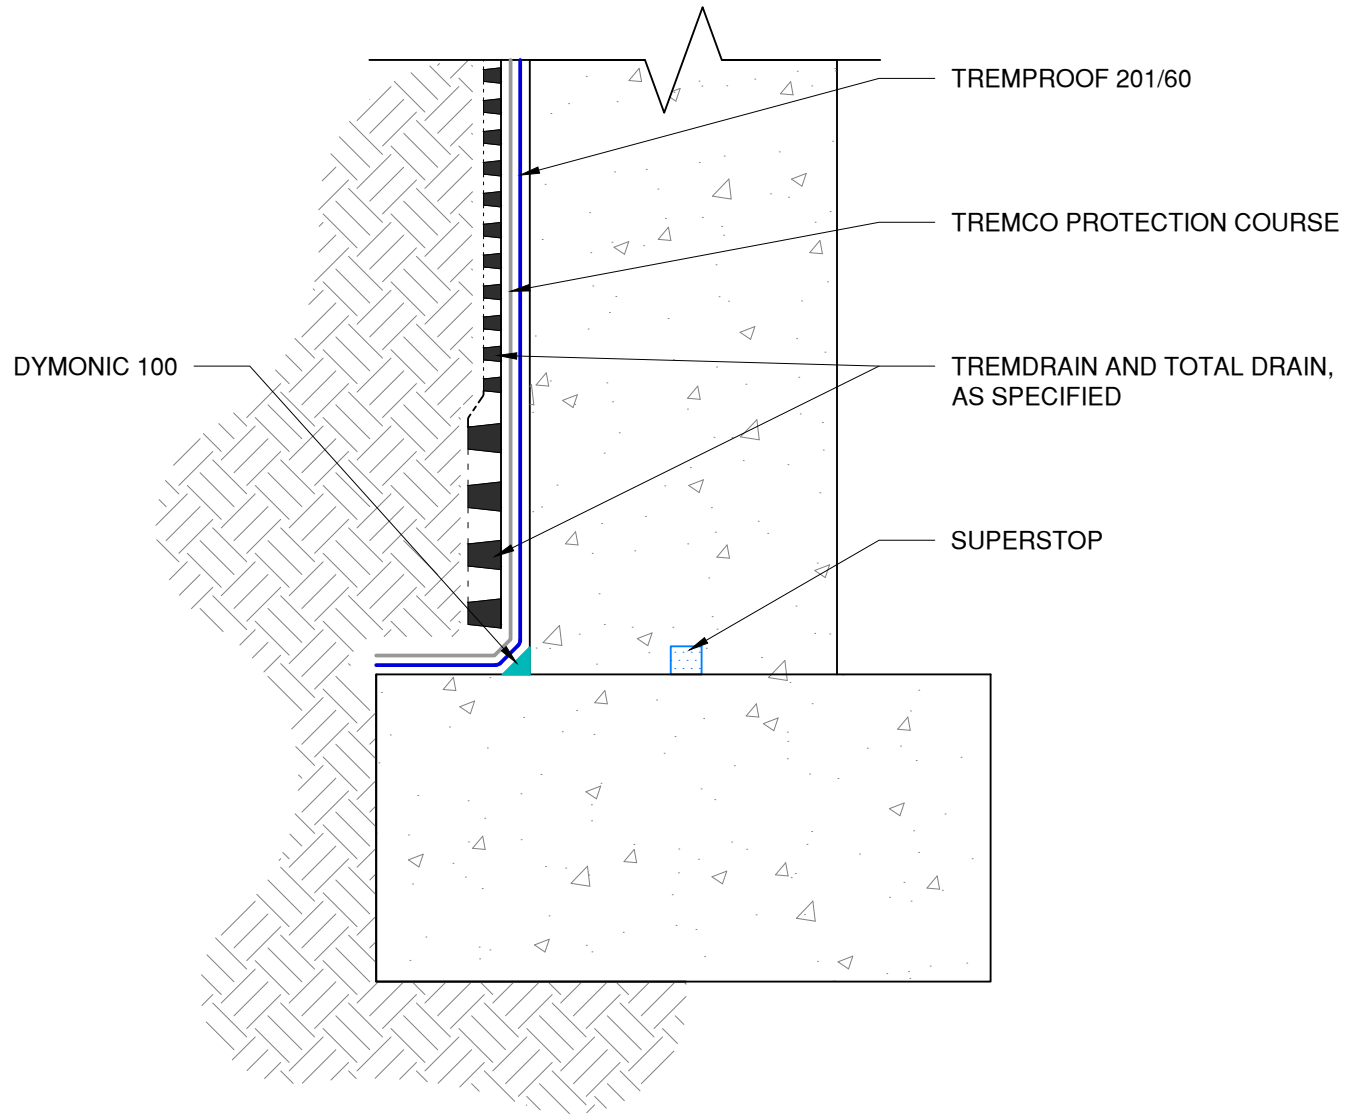 TREMPROOF 201/60
TREMCO PROTECTION COURSE
DYMONIC 100
TREMDRAIN AND TOTAL DRAIN,
AS SPECIFIED
SUPERSTOP